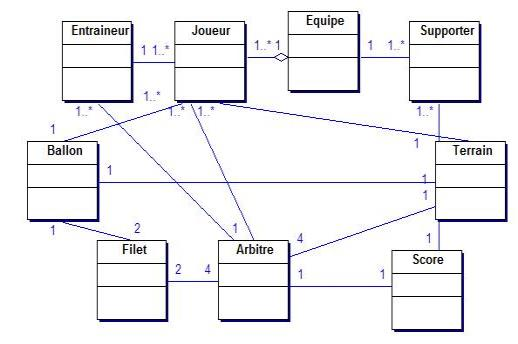 Entraineur
Joueur
Equipe
Supporter
1 1..*
1..* 1
1 1..*
1..*
1..*
1..*
1..*
1..*
1
1
Ballon
Terrain
1
1
1
1
2
1
4
1
Filet
Arbitre
Score
2 4
1 1